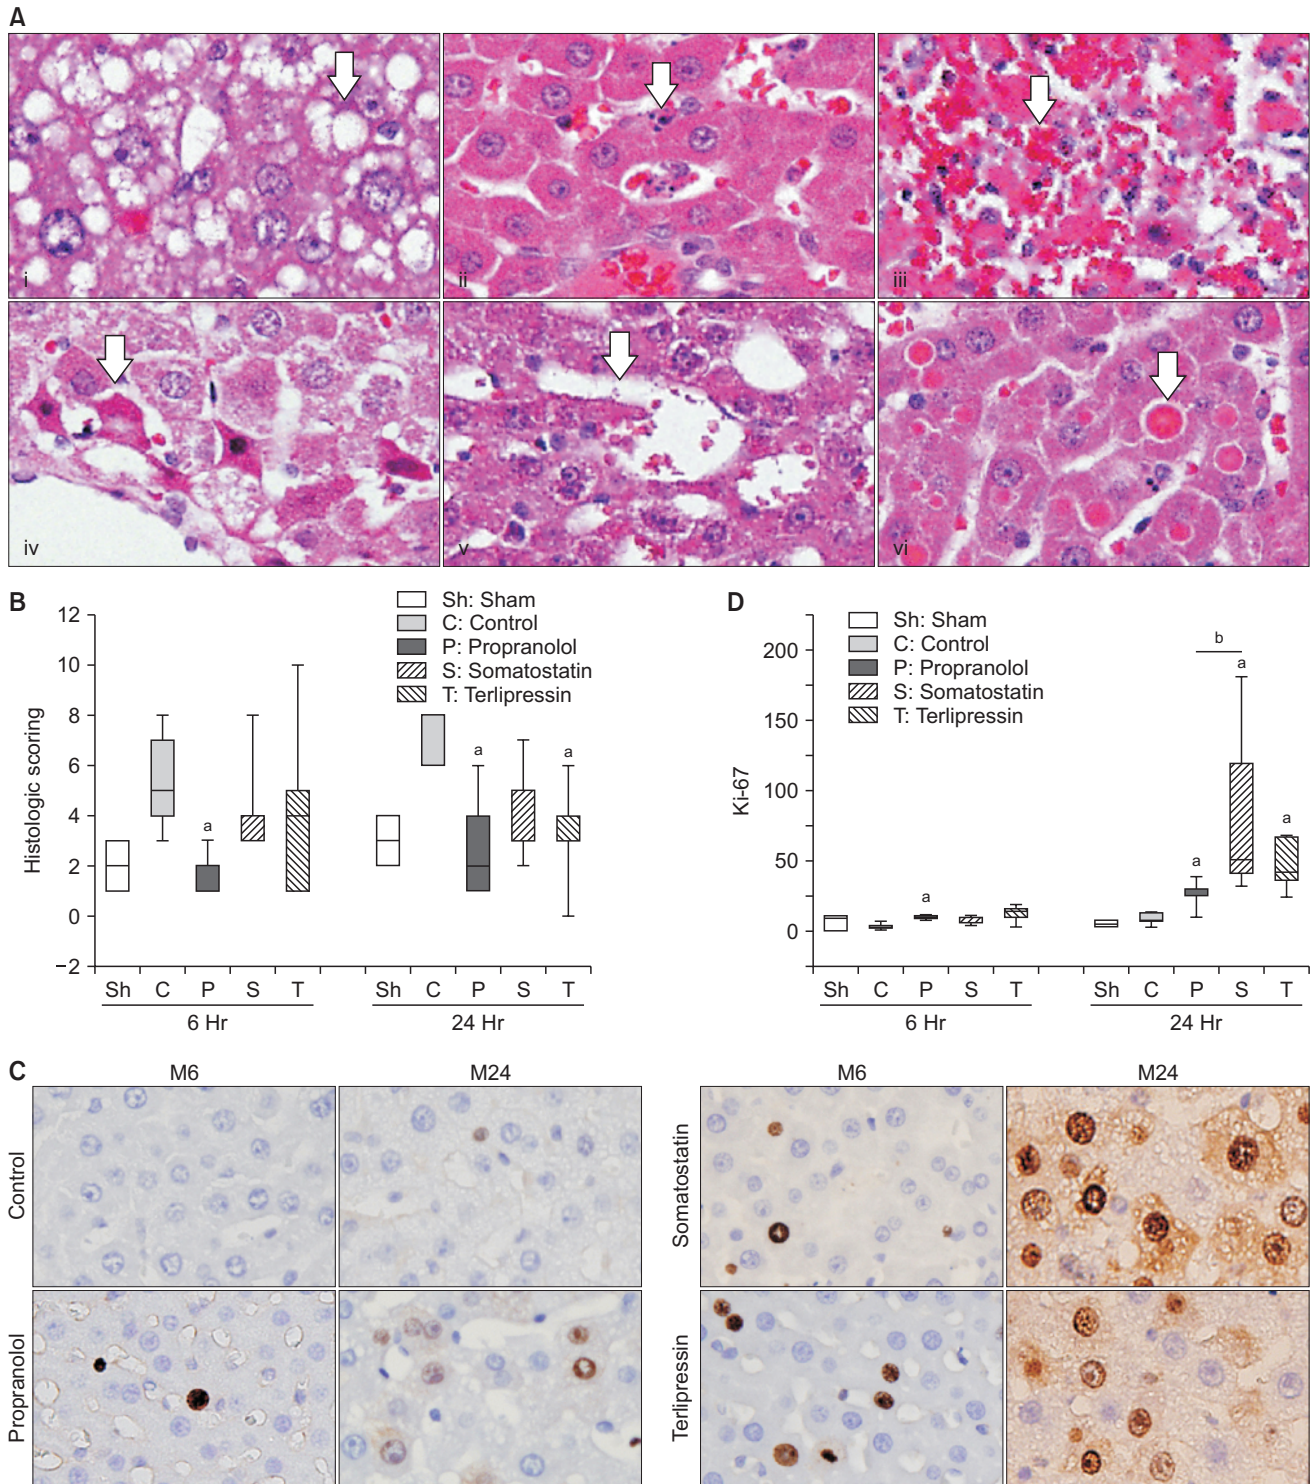 A
i
ii
iii
iv
v
vi
B
Sh: Sham
C: Control
P: Propranolol
S: Somatostatin
T: Terlipressin
Histologic scoring
12
10
8
6
4
2
0
−2
a
a
a
Sh C P S T Sh C P S T
6 Hr 24 Hr
D
Sh: Sham
C: Control
P: Propranolol
S: Somatostatin
T: Terlipressin
Ki-67
200
150
100
50
0
b
a
a
a
a
Sh C P S T Sh C P S T
6 Hr 24 Hr
C
M6 M24
Control
Propranolol
M6 M24
Somatostatin
Terlipressin